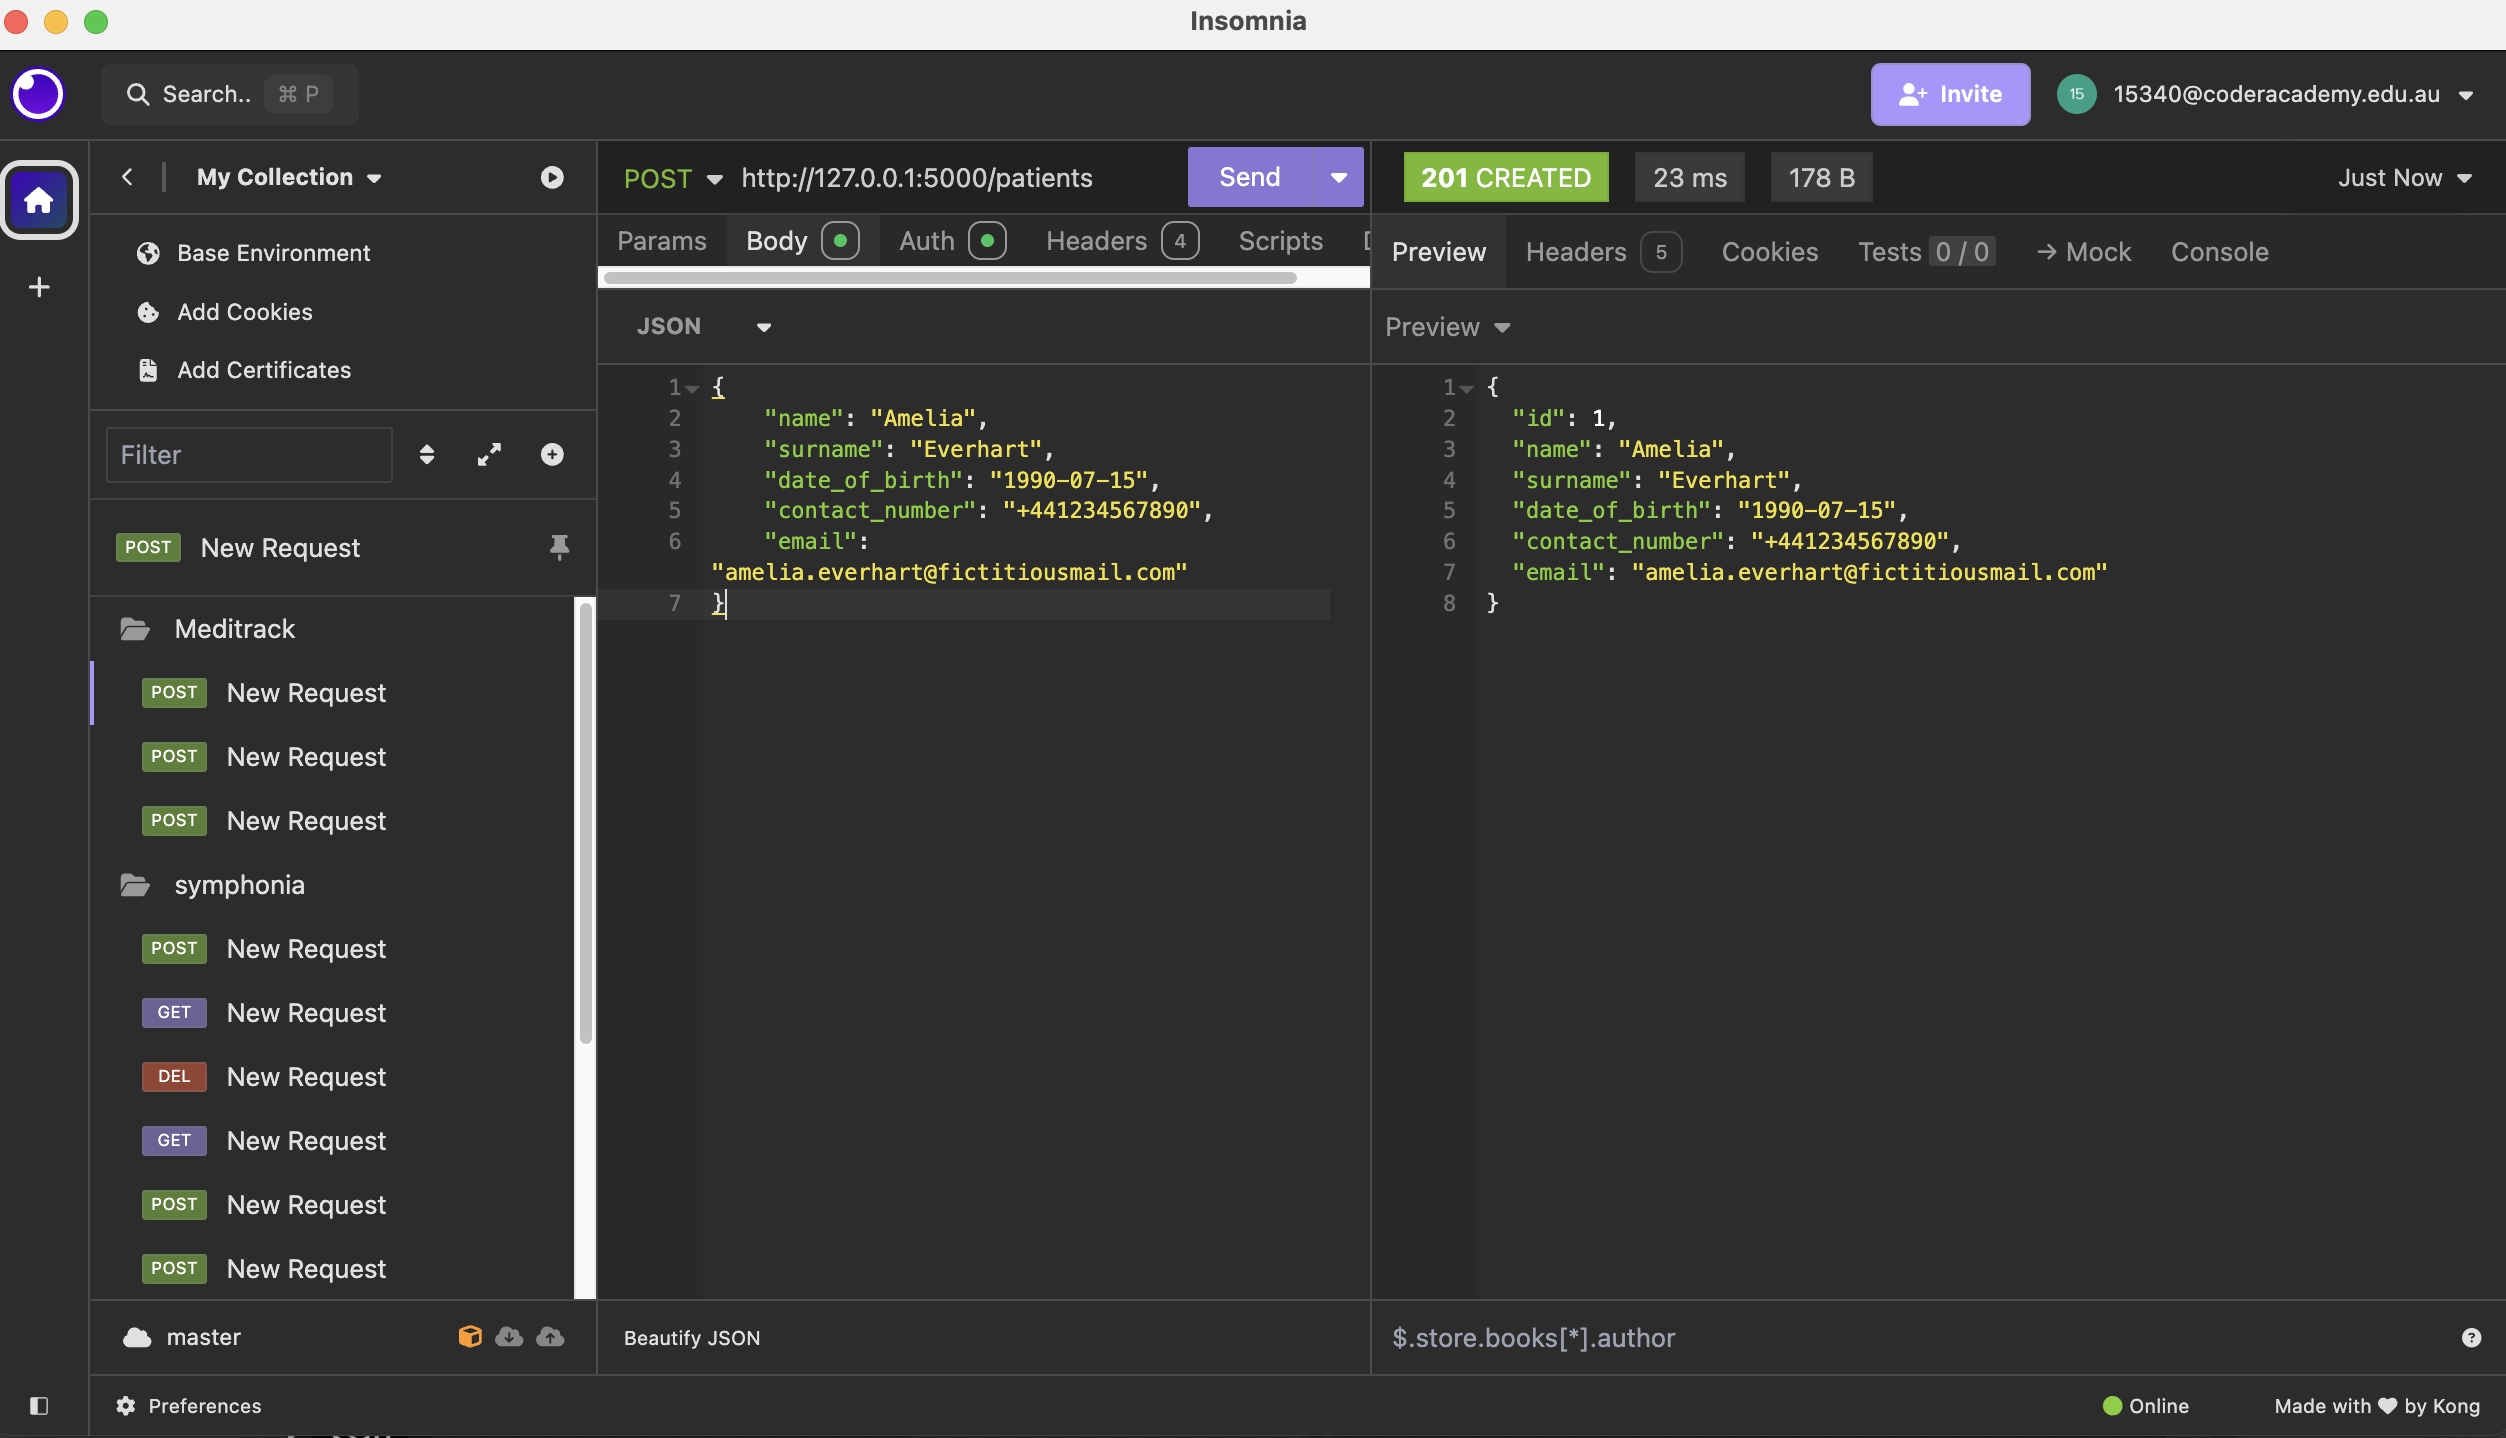 Insomnia
Search.. ⌘ P
Invite
15 15340@coderacademy.edu.au
My Collection
Base Environment
Add Cookies
Add Certificates
Filter
POST New Request
Meditrack
POST New Request
POST New Request
POST New Request
symphonia
POST New Request
GET New Request
DEL New Request
GET New Request
POST New Request
POST New Request
master
Preferences
POST http://127.0.0.1:5000/patients Send
Params Body Auth Headers 4 Scripts
JSON
1 {
2 "name": "Amelia",
3 "surname": "Everhart",
4 "date_of_birth": "1990-07-15",
5 "contact_number": "+441234567890",
6 "email":
"amelia.everhart@fictitiousmail.com"
7 }
Beautify JSON
201 CREATED 23 ms 178 B Just Now
Preview Headers 5 Cookies Tests 0 / 0 → Mock Console
Preview
1 {
2 "id": 1,
3 "name": "Amelia",
4 "surname": "Everhart",
5 "date_of_birth": "1990-07-15",
6 "contact_number": "+441234567890",
7 "email": "amelia.everhart@fictitiousmail.com"
8 }
$.store.books[*].author
Online Made with ♥ by Kong